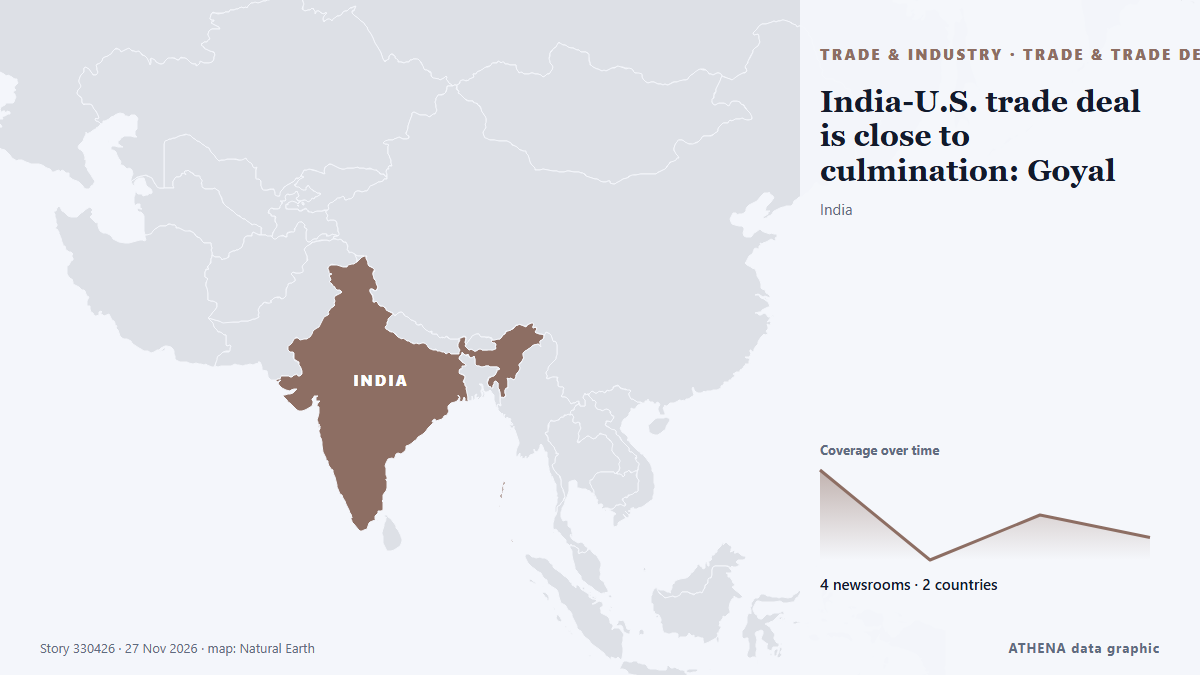 TRADE & INDUSTRY · TRADE & TRADE DE
India-U.S. trade deal
is close to
culmination: Goyal
India
INDIA
Coverage over time
4 newsrooms · 2 countries
Story 330426 · 27 Nov 2026 · map: Natural Earth
ATHENA data graphic